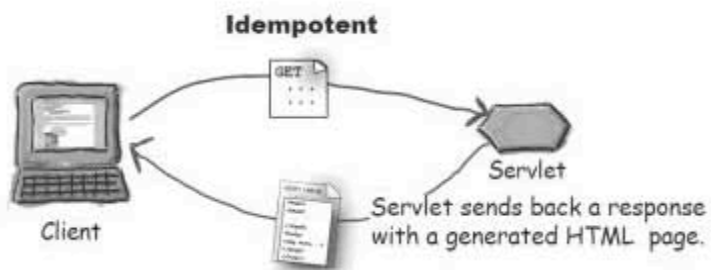 Idempotent
GET
Servlet
Client
Servlet sends back a response
with a generated HTML page.